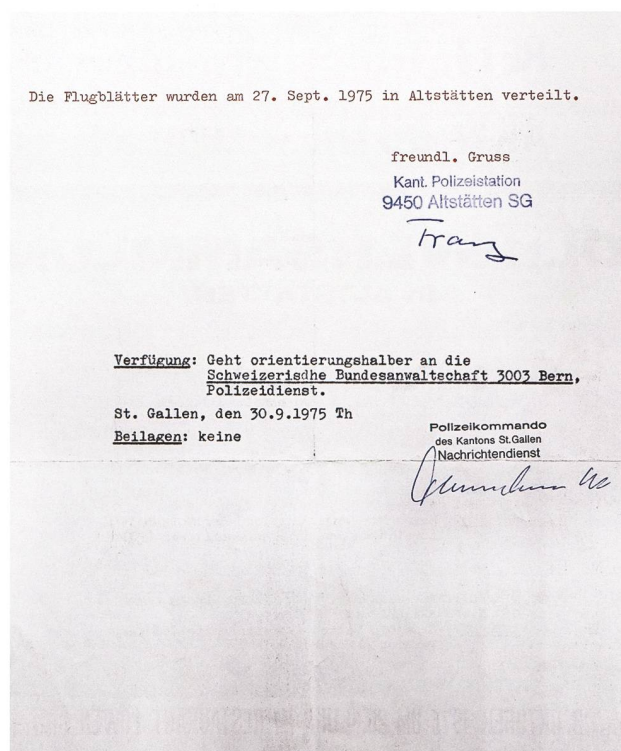 Die Flugblätter wurden am 27. Sept. 1975 in Altstätten verteilt.
freundl. Gruss
Kant. Polizeistation
9450 Altstätten SG
Franz
Verfügung: Geht orientierungshalber an die
Schweizerisdhe Bundesanwaltschaft 3003 Bern,
Polizeidienst.
St. Gallen, den 30.9.1975 Th
Beilagen: keine
Polizeikommando
des Kantons St.Gallen
Nachrichtendienst